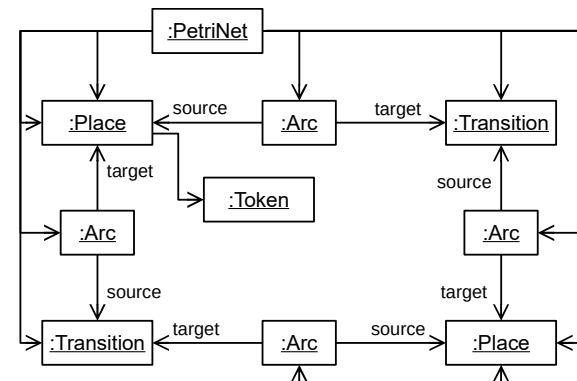 :PetriNet
source
target
:Place
:Arc
:Transition
target
source
:Token
:Arc
:Arc
source
target
target
source
:Transition
:Arc
:Place